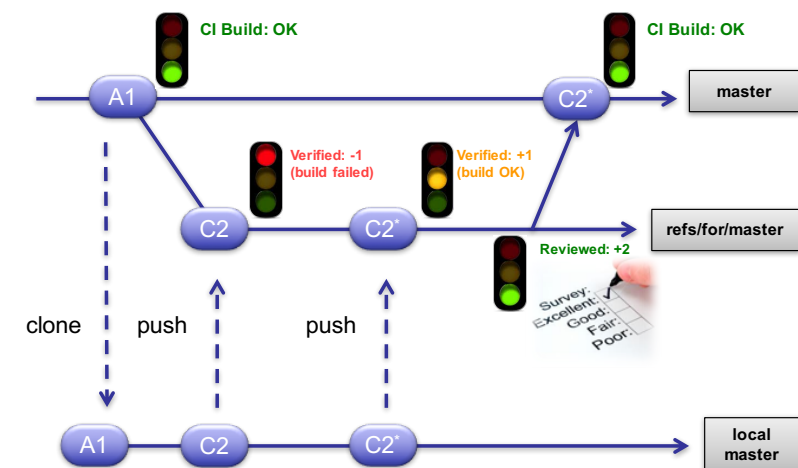 CI Build: OK
CI Build: OK
A1
C2*
master
Verified: -1
(build failed)
Verified: +1
(build OK)
C2
C2*
refs/for/master
Reviewed: +2
Survey:
Excellent:
Good:
Fair:
Poor:
clone
push
push
A1
C2
C2*
local
master